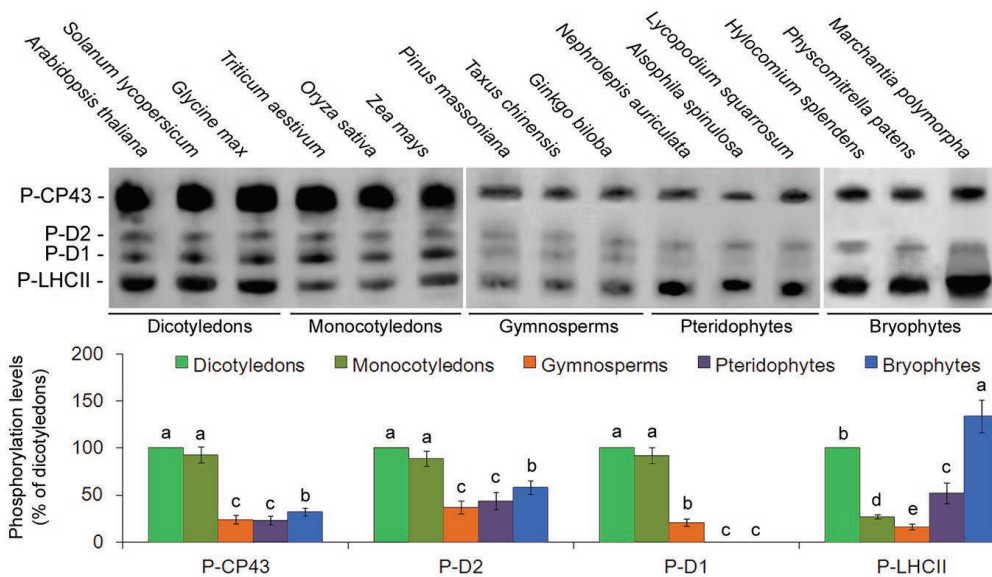 Arabidopsis thaliana
Solanum lycopersicum
Glycine max
Triticum aestivum
Oryza sativa
Zea mays
Pinus massoniana
Taxus chinensis
Ginkgo biloba
Nephrolepis auriculata
Alsophila spinulosa
Lycopodium squarrosum
Hylocomium splendens
Physcomitrella patens
Marchantia polymorpha
P-CP43 -
P-D2 -
P-D1 -
P-LHCII -
Dicotyledons Monocotyledons Gymnosperms Pteridophytes Bryophytes
Phosphorylation levels
(% of dicotyledons)
200
150
100
50
0
Dicotyledons Monocotyledons Gymnosperms Pteridophytes Bryophytes
a a c c b
a a c c b
a a b c c
b d e c a
P-CP43 P-D2 P-D1 P-LHCII